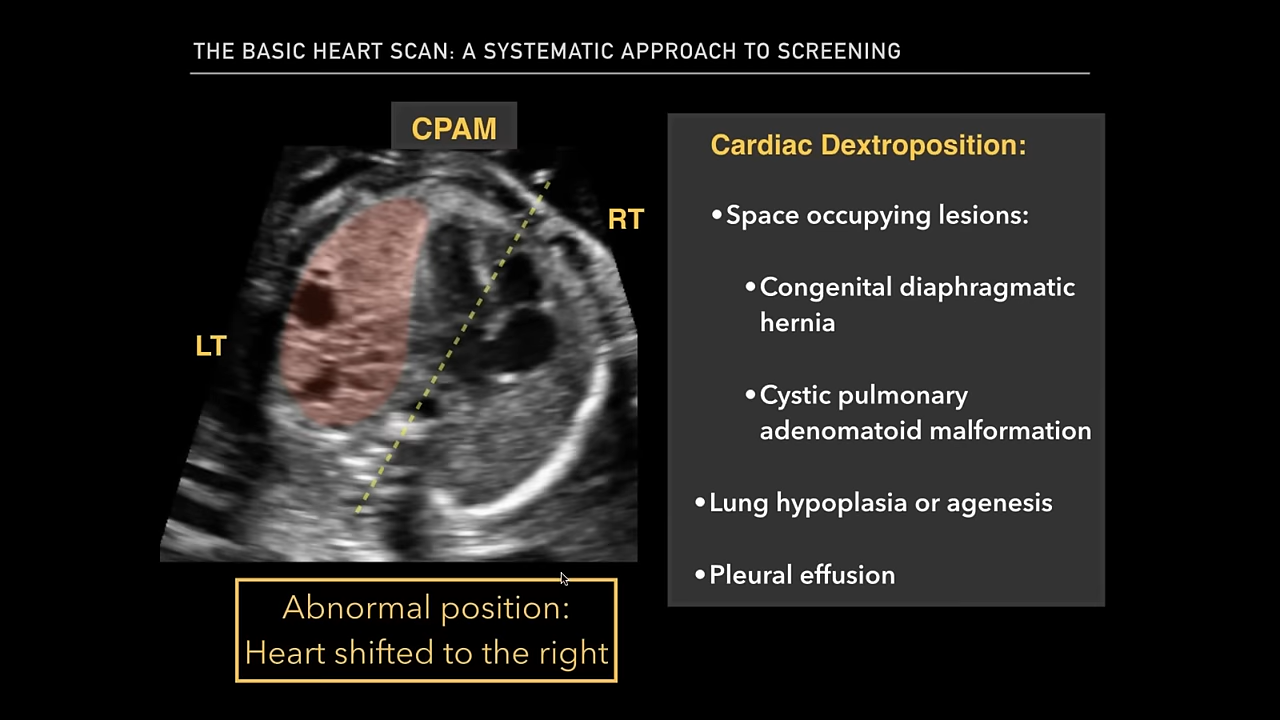 THE BASIC HEART SCAN: A SYSTEMATIC APPROACH TO SCREENING
CPAM
RT
LT
Abnormal position:
Heart shifted to the right
Cardiac Dextroposition:
•Space occupying lesions:
•Congenital diaphragmatic
hernia
•Cystic pulmonary
adenomatoid malformation
•Lung hypoplasia or agenesis
•Pleural effusion